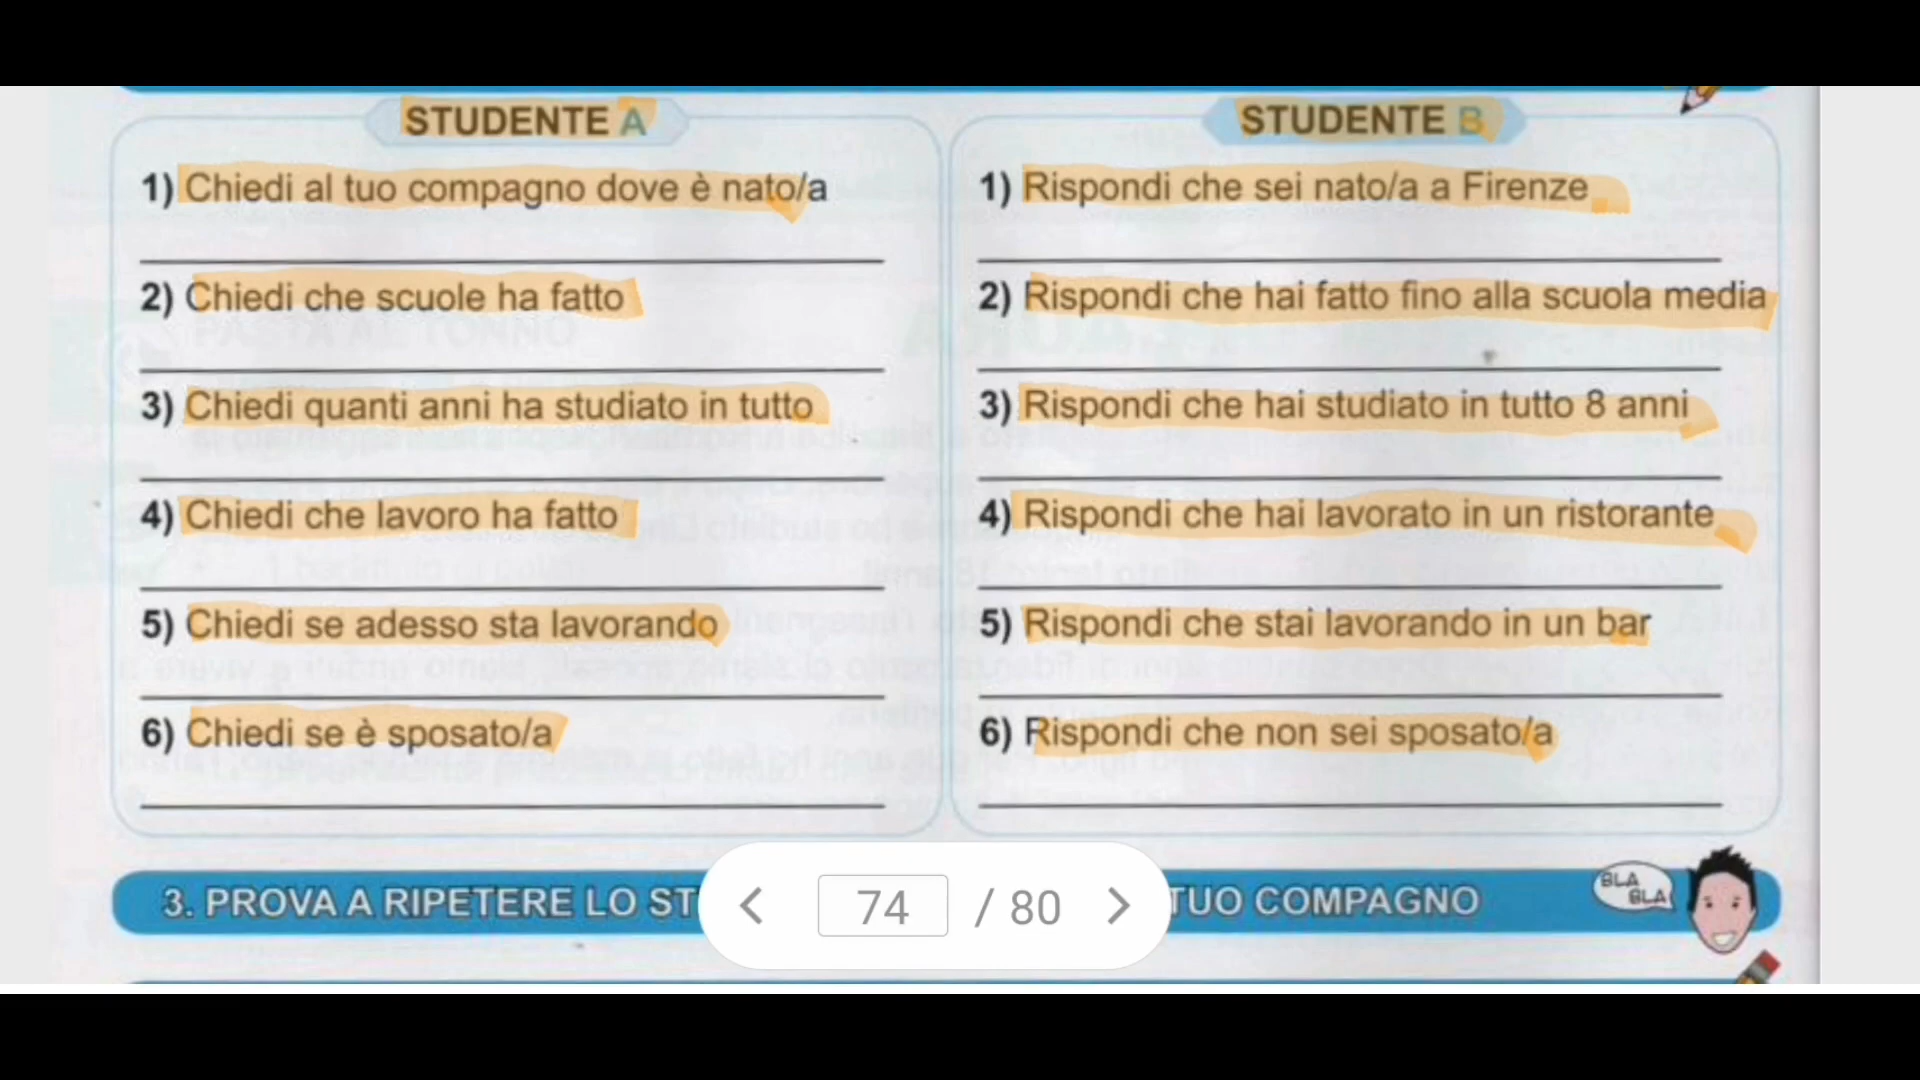 STUDENTE A
1) Chiedi al tuo compagno dove è nato/a
2) Chiedi che scuole ha fatto
3) Chiedi quanti anni ha studiato in tutto
4) Chiedi che lavoro ha fatto
5) Chiedi se adesso sta lavorando
6) Chiedi se è sposato/a
STUDENTE B
1) Rispondi che sei nato/a a Firenze
2) Rispondi che hai fatto fino alla scuola media
3) Rispondi che hai studiato in tutto 8 anni
4) Rispondi che hai lavorato in un ristorante
5) Rispondi che stai lavorando in un bar
6) Rispondi che non sei sposato/a
3. PROVA A RIPETERE LO ST
TUO COMPAGNO
BLA
BLA
< 74 / 80 >